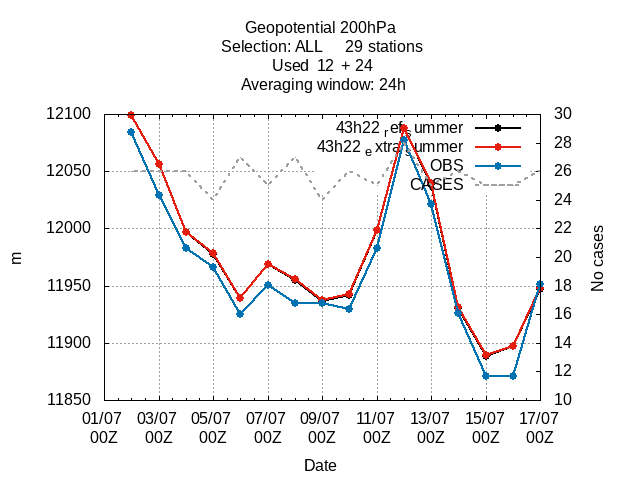 Geopotential 200hPa
Selection: ALL     29 stations
Used  12  + 24
Averaging window: 24h
43h22ref_summer
43h22extra_summer
OBS
CASES
12100
12050
12000
11950
11900
11850
m
30
28
26
24
22
20
18
16
14
12
10
No cases
01/07 03/07 05/07 07/07 09/07 11/07 13/07 15/07 17/07
00Z 00Z 00Z 00Z 00Z 00Z 00Z 00Z 00Z
Date